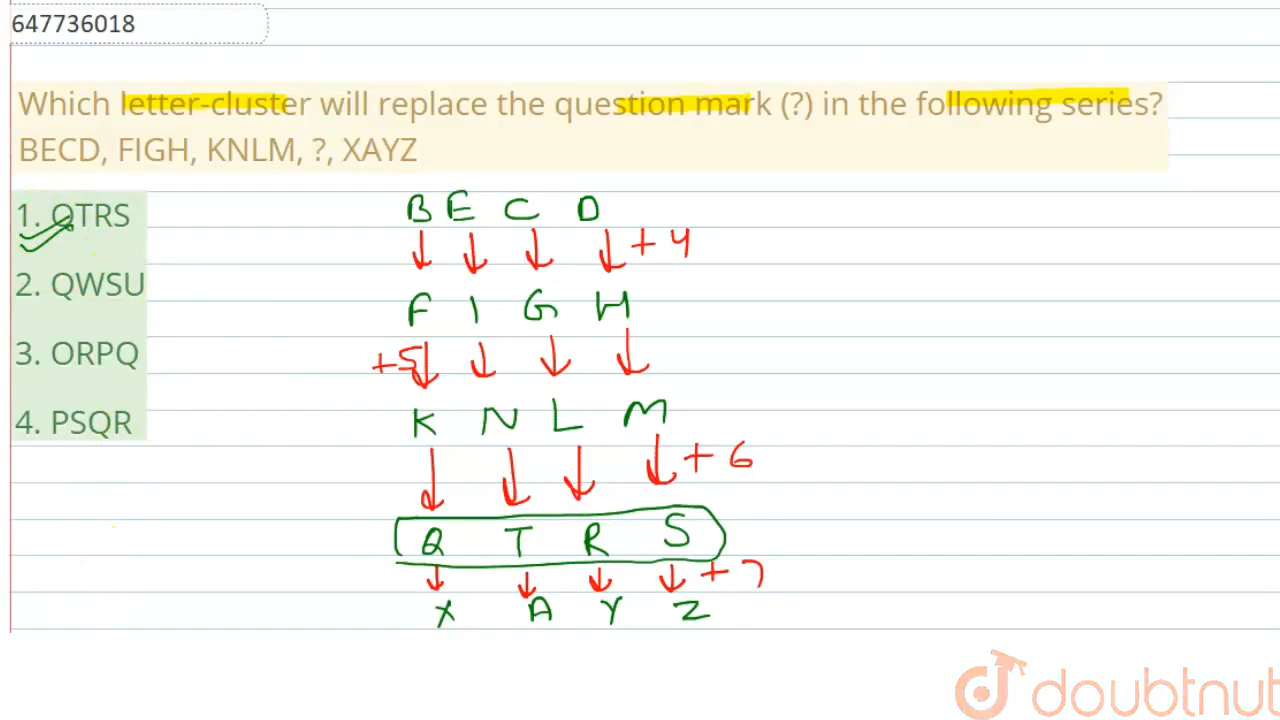 647736018
Which letter-cluster will replace the question mark (?) in the following series?
BECD, FIGH, KNLM, ?, XAYZ
1. QTRS
2. QWSU
3. ORPQ
4. PSQR
B E C D
+4
F I G H
+5
K N L M
+6
Q T R S
+7
X A Y Z
doubtnut